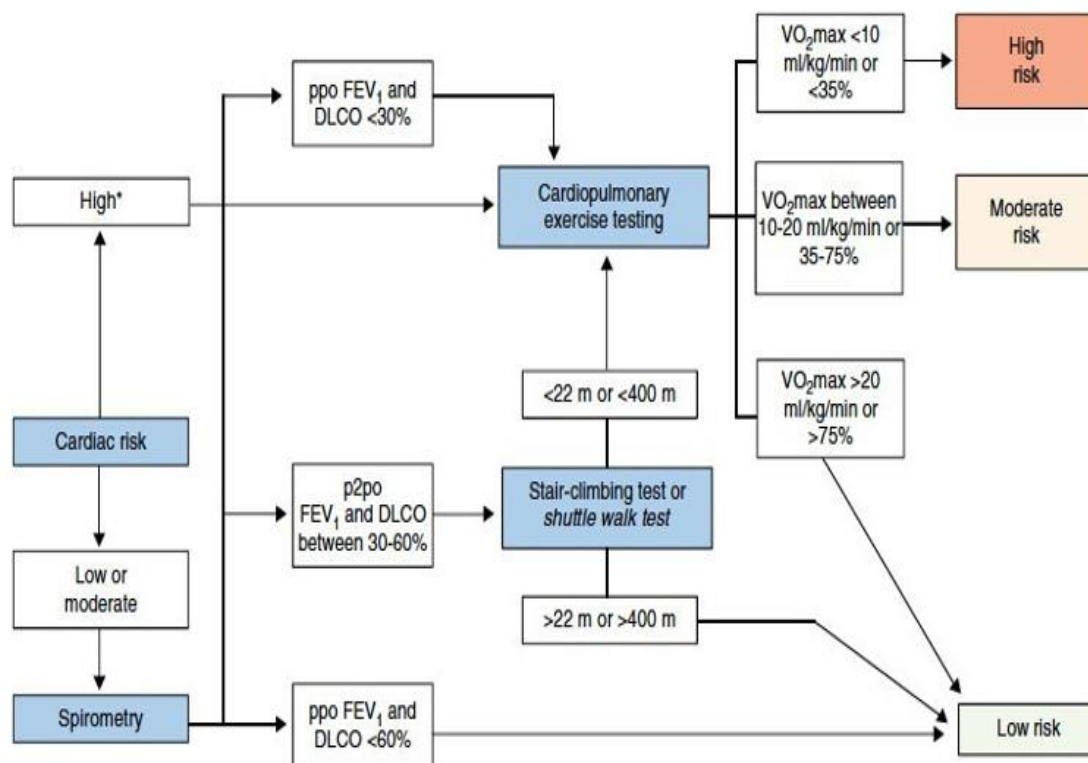 VO₂max <10
ml/kg/min or
<35%
High
risk
ppo FEV₁ and
DLCO <30%
High*
Cardiopulmonary
exercise testing
VO₂max between
10-20 ml/kg/min or
35-75%
Moderate
risk
<22 m or <400 m
VO₂max >20
ml/kg/min or
>75%
Cardiac risk
p2po
FEV₁ and DLCO
between 30-60%
Stair-climbing test or
shuttle walk test
Low or
moderate
>22 m or >400 m
Spirometry
ppo FEV₁ and
DLCO <60%
Low risk